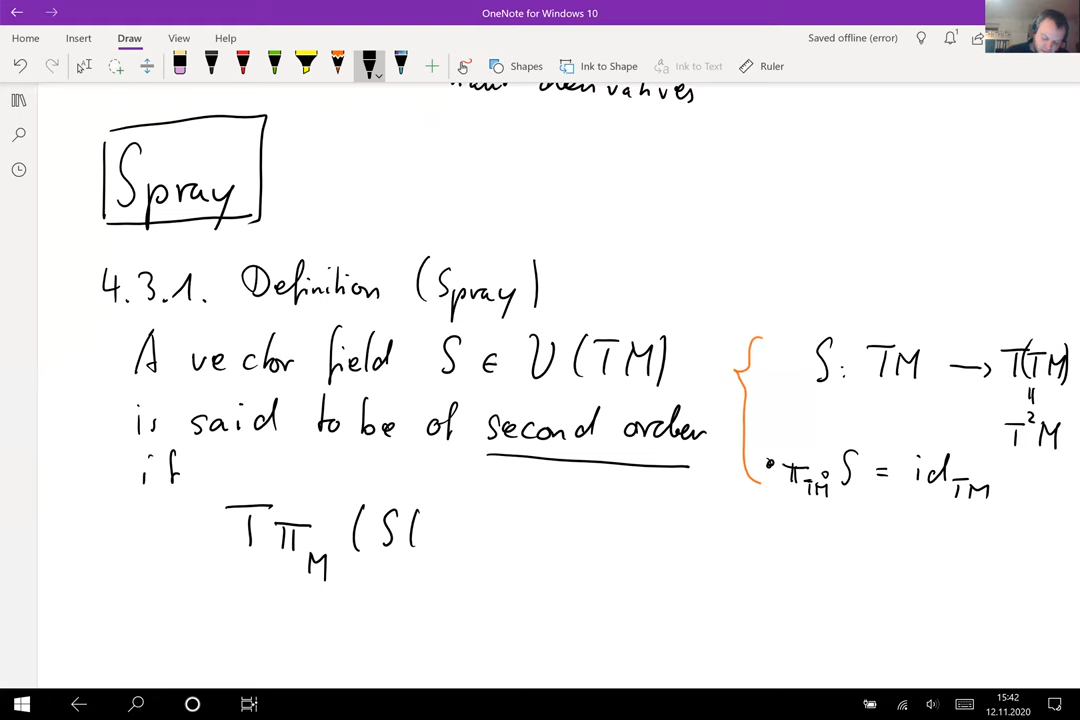 OneNote for Windows 10
Home Insert Draw View Help Saved offline (error)
Shapes Ink to Shape Ink to Text Ruler
derivatives
Spray
4.3.1. Definition (Spray)
A vector field S ∈ V(TM)
is said to be of second order
if
Tπ_M (S(
S: TM → T(TM)
=
T²M
• π_TM ∘ S = id_TM
15:42
12.11.2020